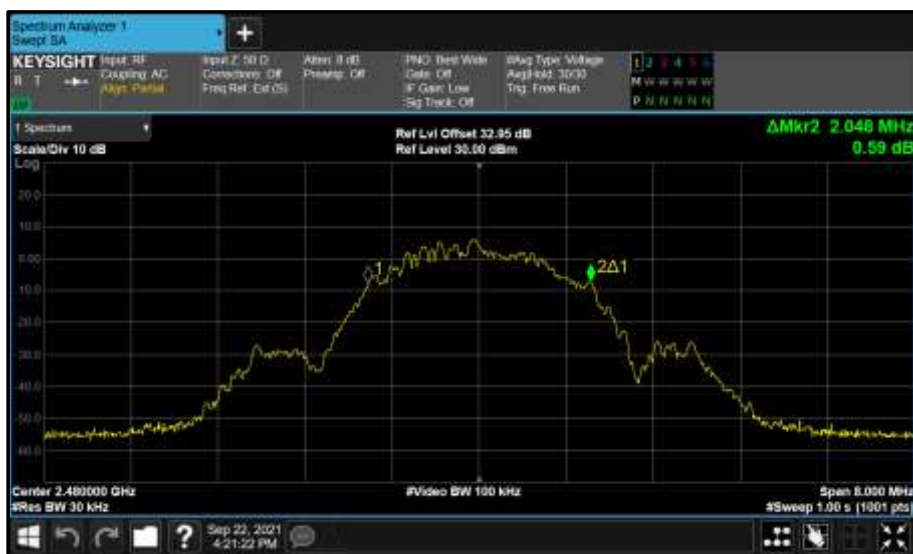 Spectrum Analyzer 1
Swept SA
+
KEYSIGHT
R T
Input: RF
Coupling: AC
Align: Partial
Input Z: 50 Ω
Corrections: Off
Freq Ref: Ext (S)
Atten: 8 dB
Preamp: Off
PNO: Best Wide
Gate: Off
IF Gain: Low
Sig Track: Off
#Avg Type: Voltage
Avg|Hold: 30/30
Trig: Free Run
1 2 3 4 5 6
M W W W W W
P N N N N N
1 Spectrum
Scale/Div 10 dB
Log
Ref Lvl Offset 32.95 dB
Ref Level 30.00 dBm
ΔMkr2 2.048 MHz
0.59 dB
20.0
10.0
0.00
-10.0
-20.0
-30.0
-40.0
-50.0
-60.0
1
2Δ1
Center 2.480000 GHz
#Res BW 30 kHz
#Video BW 100 kHz
Span 8.000 MHz
#Sweep 1.00 s (1001 pts)
?
Sep 22, 2021
4:21:22 PM